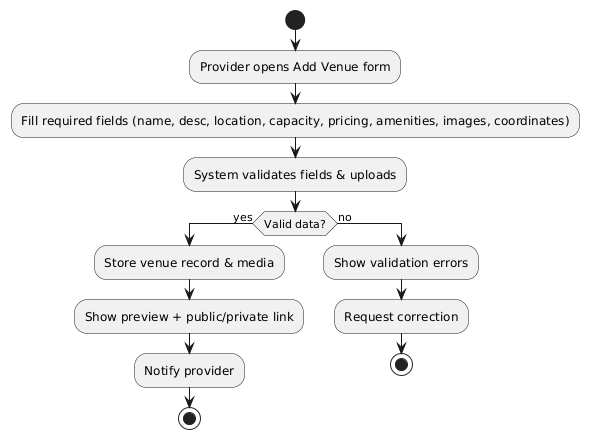 Provider opens Add Venue form
Fill required fields (name, desc, location, capacity, pricing, amenities, images, coordinates)
System validates fields & uploads
Valid data?
yes
no
Store venue record & media
Show validation errors
Show preview + public/private link
Request correction
Notify provider